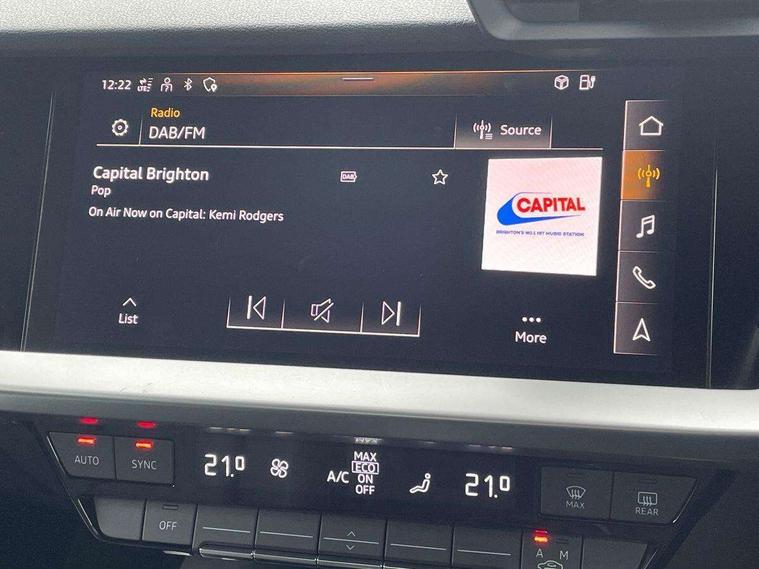 12:22 LTE
Radio
DAB/FM
Source
Capital Brighton
DAB
Pop
On Air Now on Capital: Kemi Rodgers
CAPITAL
BRIGHTON'S NO.1 HIT MUSIC STATION
List
More
AUTO
SYNC
21.0
A/C
MAX
ECO
ON
OFF
21.0
MAX
REAR
OFF
A M